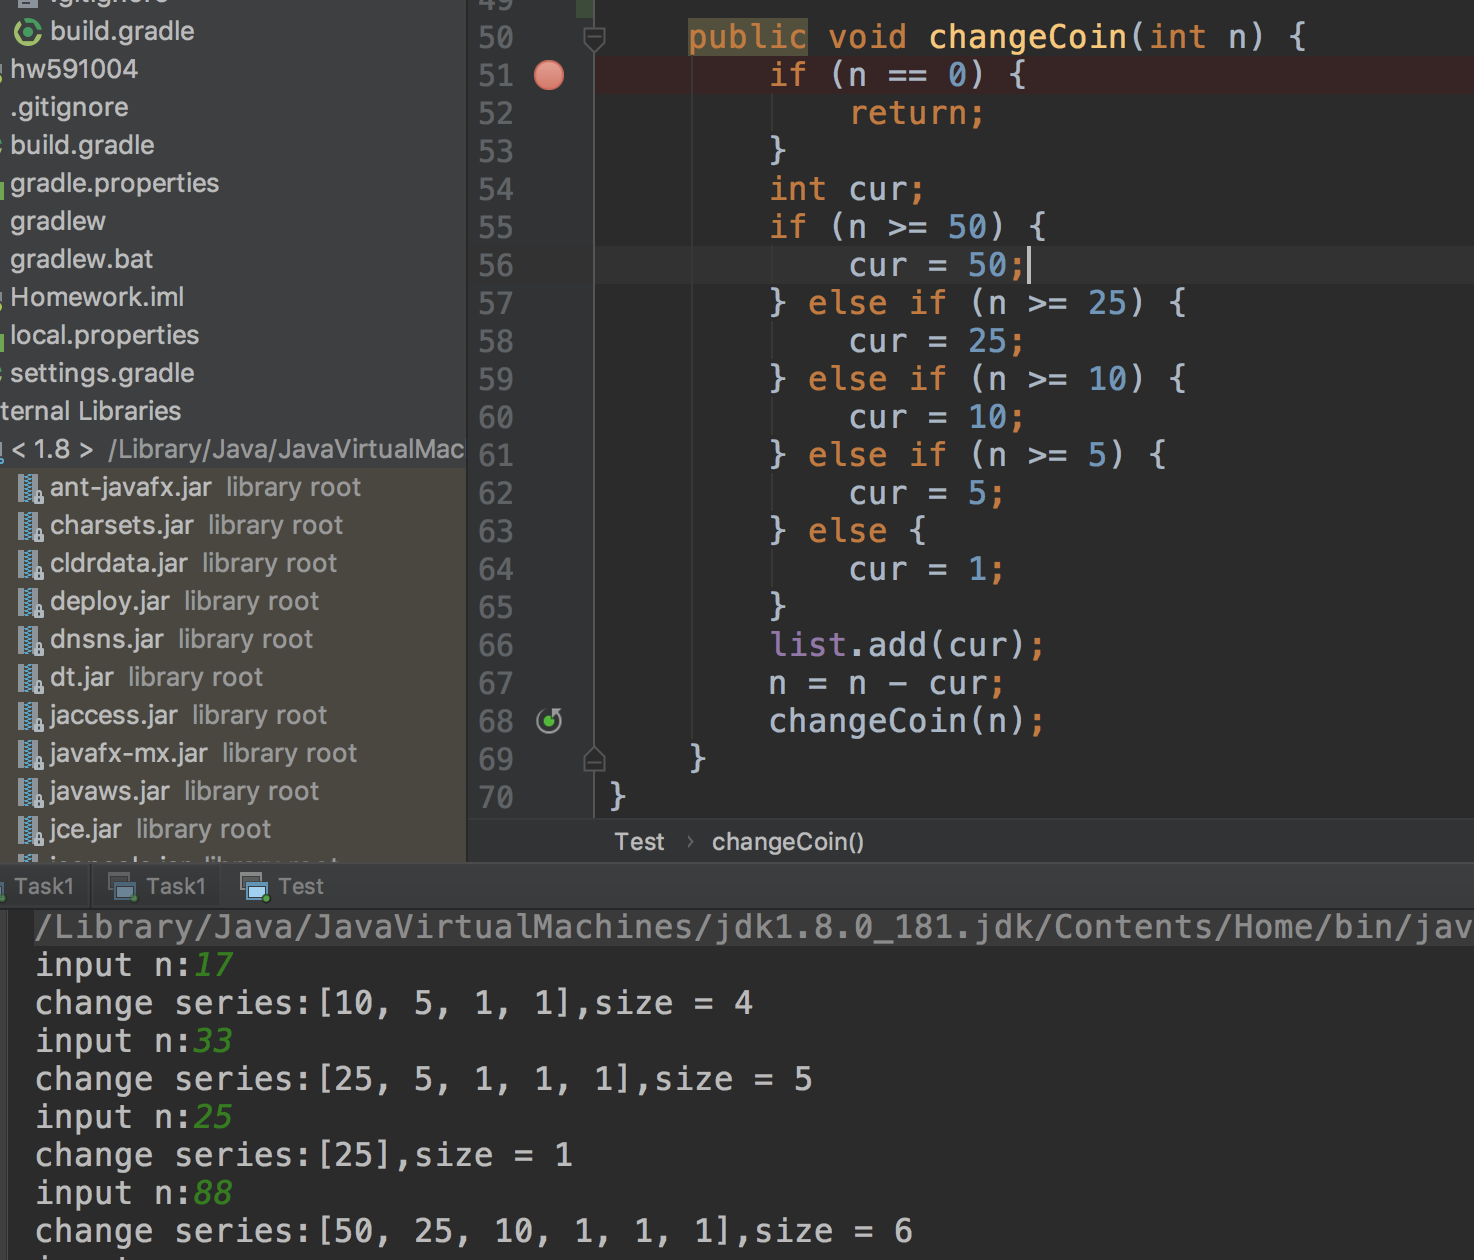 .gitignore
build.gradle
hw591004
.gitignore
build.gradle
gradle.properties
gradlew
gradlew.bat
Homework.iml
local.properties
settings.gradle
ternal Libraries
< 1.8 > /Library/Java/JavaVirtualMac
ant-javafx.jar library root
charsets.jar library root
cldrdata.jar library root
deploy.jar library root
dnsns.jar library root
dt.jar library root
jaccess.jar library root
javafx-mx.jar library root
javaws.jar library root
jce.jar library root
49
50 public void changeCoin(int n) {
51 if (n == 0) {
52 return;
53 }
54 int cur;
55 if (n >= 50) {
56 cur = 50;
57 } else if (n >= 25) {
58 cur = 25;
59 } else if (n >= 10) {
60 cur = 10;
61 } else if (n >= 5) {
62 cur = 5;
63 } else {
64 cur = 1;
65 }
66 list.add(cur);
67 n = n - cur;
68 changeCoin(n);
69 }
70 }
Test › changeCoin()
Task1 Task1 Test
/Library/Java/JavaVirtualMachines/jdk1.8.0_181.jdk/Contents/Home/bin/jav
input n:17
change series:[10, 5, 1, 1],size = 4
input n:33
change series:[25, 5, 1, 1, 1],size = 5
input n:25
change series:[25],size = 1
input n:88
change series:[50, 25, 10, 1, 1, 1],size = 6